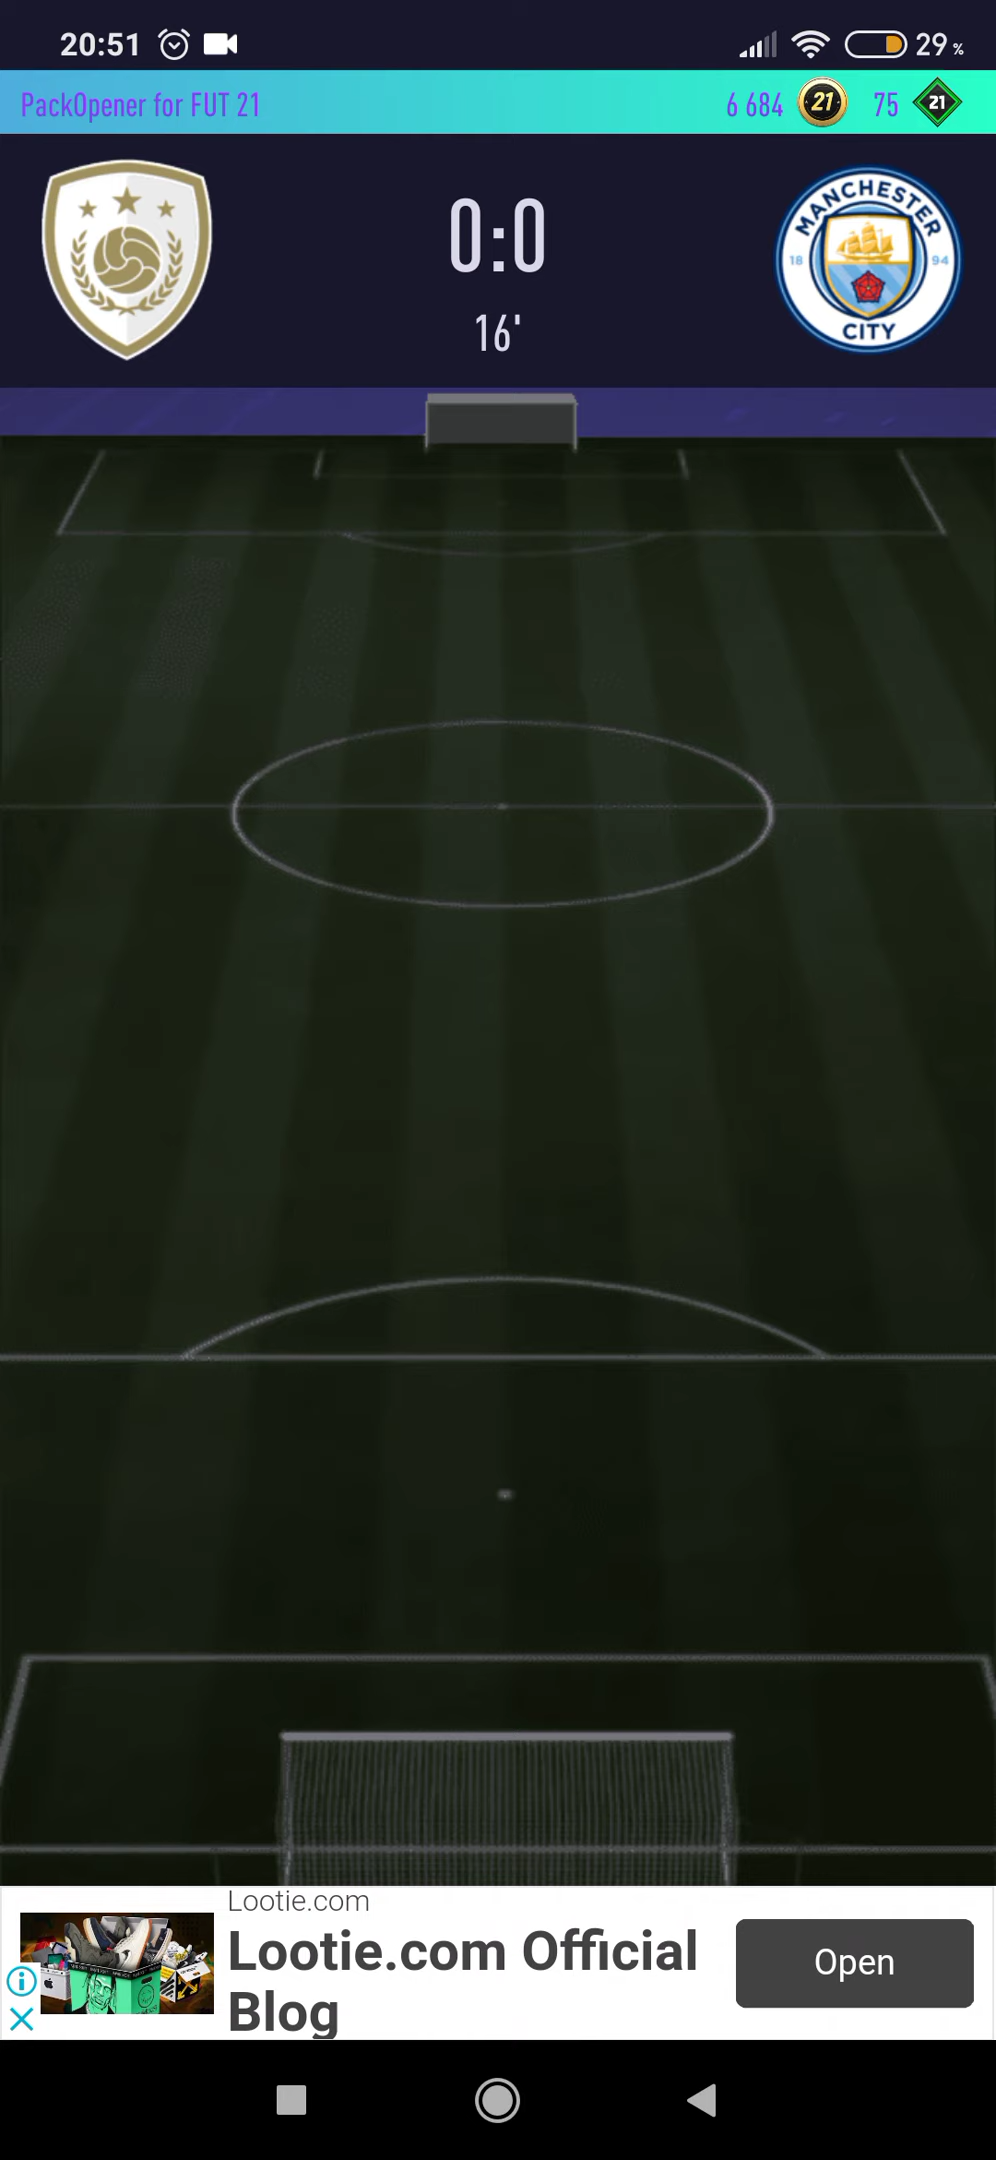 20:51 29 %
PackOpener for FUT 21 6 684 21 75 21
0:0
16'
MANCHESTER
18 94
CITY
Lootie.com
Lootie.com Official
Blog
Open